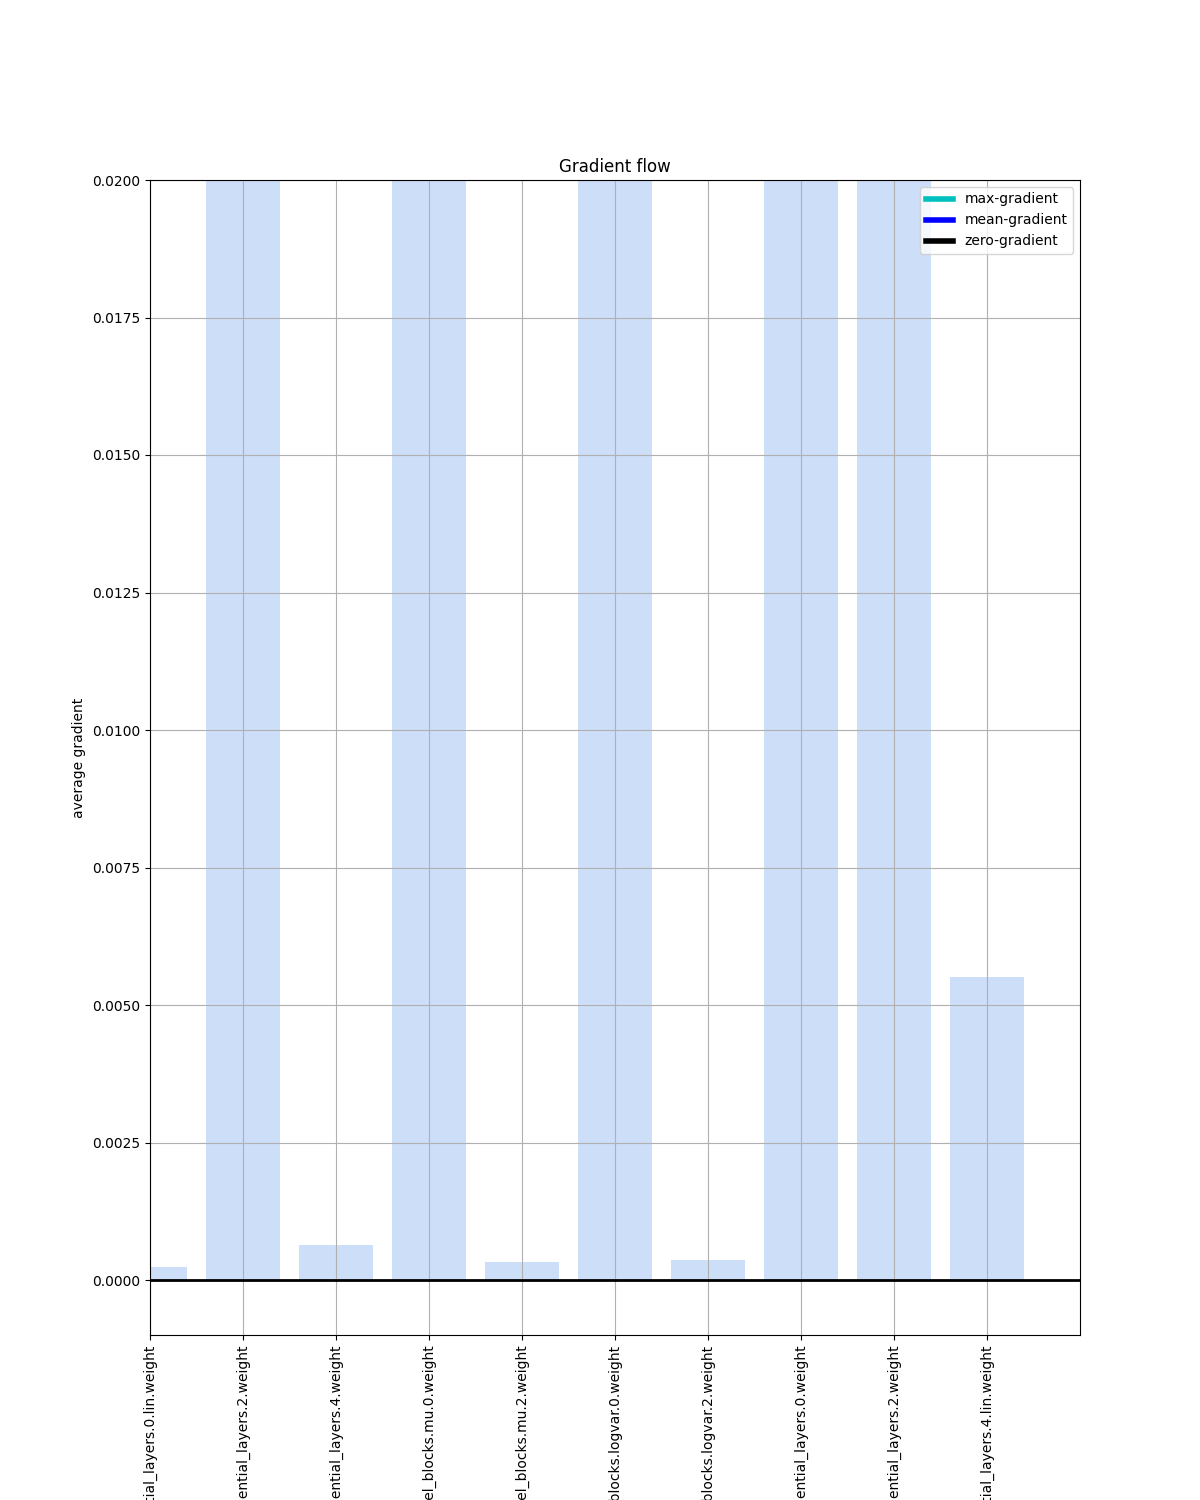 Gradient flow
max-gradient
mean-gradient
zero-gradient
0.0200
0.0175
0.0150
0.0125
0.0100
0.0075
0.0050
0.0025
0.0000
average gradient
tial_layers.0.lin.weight
ential_layers.2.weight
ential_layers.4.weight
el_blocks.mu.0.weight
el_blocks.mu.2.weight
blocks.logvar.0.weight
blocks.logvar.2.weight
ential_layers.0.weight
ential_layers.2.weight
tial_layers.4.lin.weight